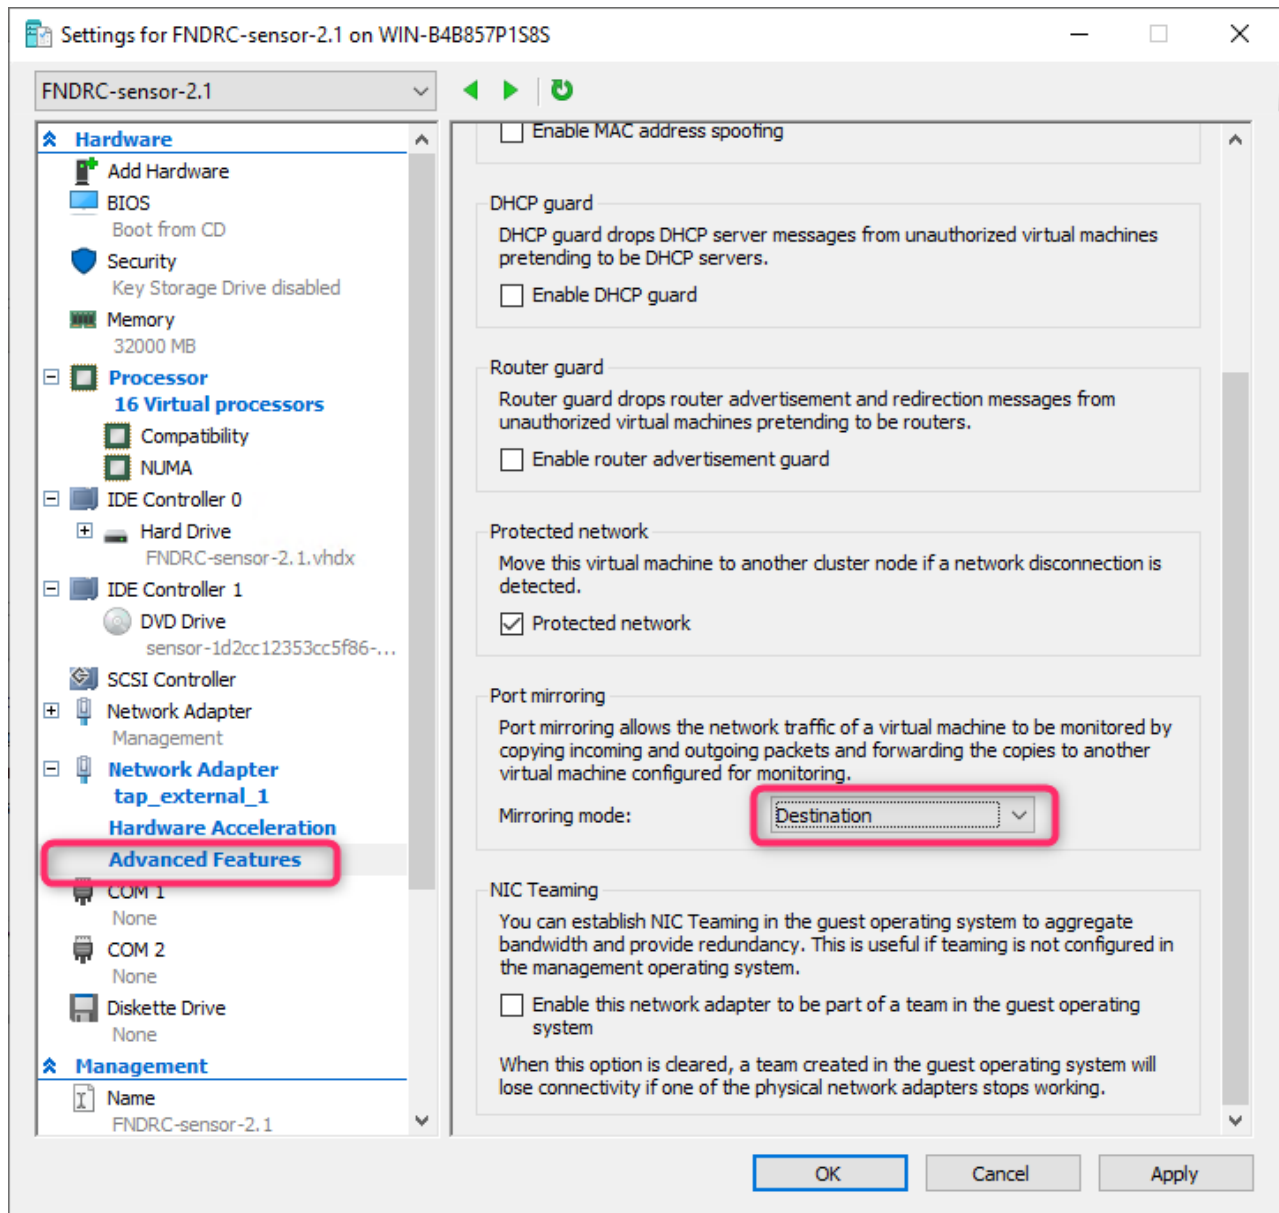 Settings for FNDRC-sensor-2.1 on WIN-B4B857P1S8S
FNDRC-sensor-2.1
Hardware
Add Hardware
BIOS
Boot from CD
Security
Key Storage Drive disabled
Memory
32000 MB
Processor
16 Virtual processors
Compatibility
NUMA
IDE Controller 0
Hard Drive
FNDRC-sensor-2.1.vhdx
IDE Controller 1
DVD Drive
sensor-1d2cc12353cc5f86-...
SCSI Controller
Network Adapter
Management
Network Adapter
tap_external_1
Hardware Acceleration
Advanced Features
COM 1
None
COM 2
None
Diskette Drive
None
Management
Name
FNDRC-sensor-2.1
Enable MAC address spoofing
DHCP guard
DHCP guard drops DHCP server messages from unauthorized virtual machines
pretending to be DHCP servers.
Enable DHCP guard
Router guard
Router guard drops router advertisement and redirection messages from
unauthorized virtual machines pretending to be routers.
Enable router advertisement guard
Protected network
Move this virtual machine to another cluster node if a network disconnection is
detected.
Protected network
Port mirroring
Port mirroring allows the network traffic of a virtual machine to be monitored by
copying incoming and outgoing packets and forwarding the copies to another
virtual machine configured for monitoring.
Mirroring mode:
Destination
NIC Teaming
You can establish NIC Teaming in the guest operating system to aggregate
bandwidth and provide redundancy. This is useful if teaming is not configured in
the management operating system.
Enable this network adapter to be part of a team in the guest operating
system
When this option is cleared, a team created in the guest operating system will
lose connectivity if one of the physical network adapters stops working.
OK
Cancel
Apply